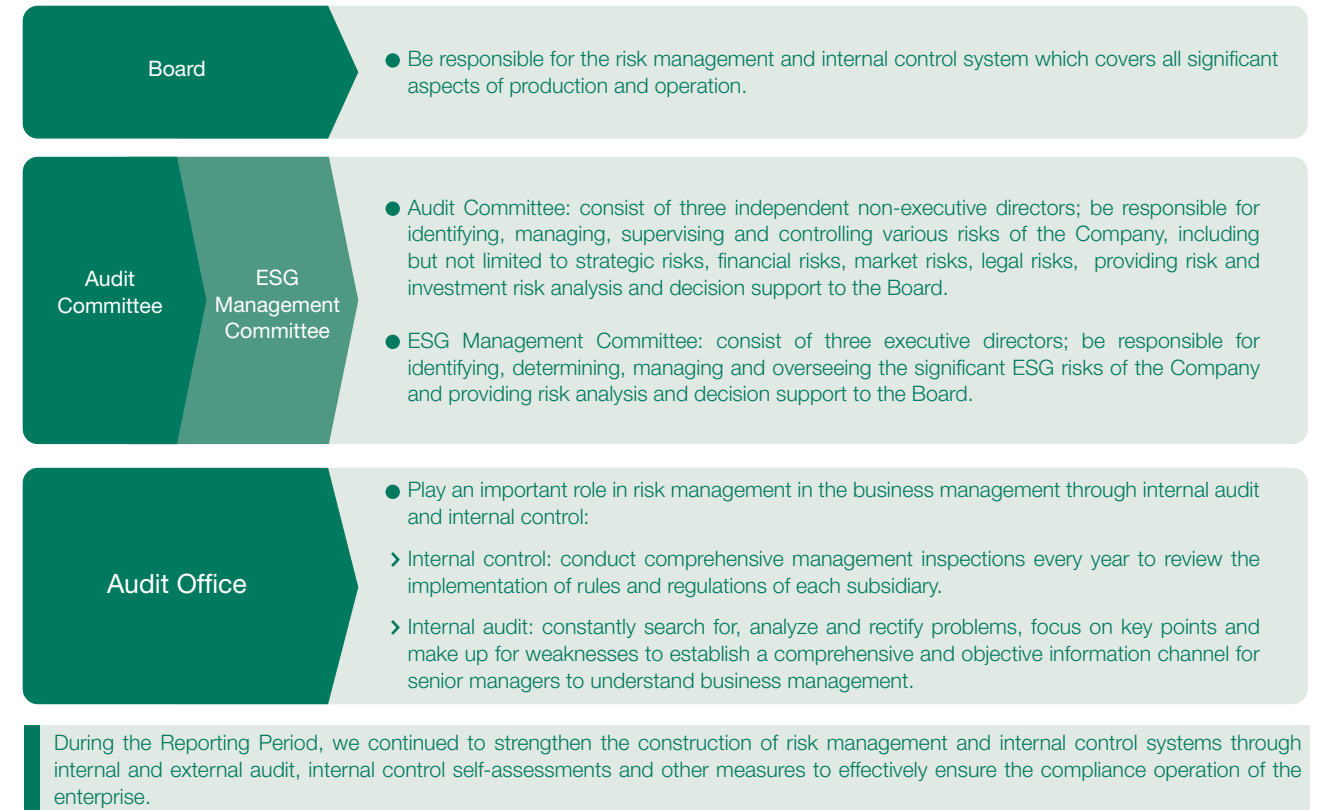 Board
● Be responsible for the risk management and internal control system which covers all significant
aspects of production and operation.
Audit
Committee
ESG
Management
Committee
● Audit Committee: consist of three independent non-executive directors; be responsible for
identifying, managing, supervising and controlling various risks of the Company, including
but not limited to strategic risks, financial risks, market risks, legal risks, providing risk and
investment risk analysis and decision support to the Board.
● ESG Management Committee: consist of three executive directors; be responsible for
identifying, determining, managing and overseeing the significant ESG risks of the Company
and providing risk analysis and decision support to the Board.
Audit Office
● Play an important role in risk management in the business management through internal audit
and internal control:
> Internal control: conduct comprehensive management inspections every year to review the
implementation of rules and regulations of each subsidiary.
> Internal audit: constantly search for, analyze and rectify problems, focus on key points and
make up for weaknesses to establish a comprehensive and objective information channel for
senior managers to understand business management.
During the Reporting Period, we continued to strengthen the construction of risk management and internal control systems through
internal and external audit, internal control self-assessments and other measures to effectively ensure the compliance operation of the
enterprise.